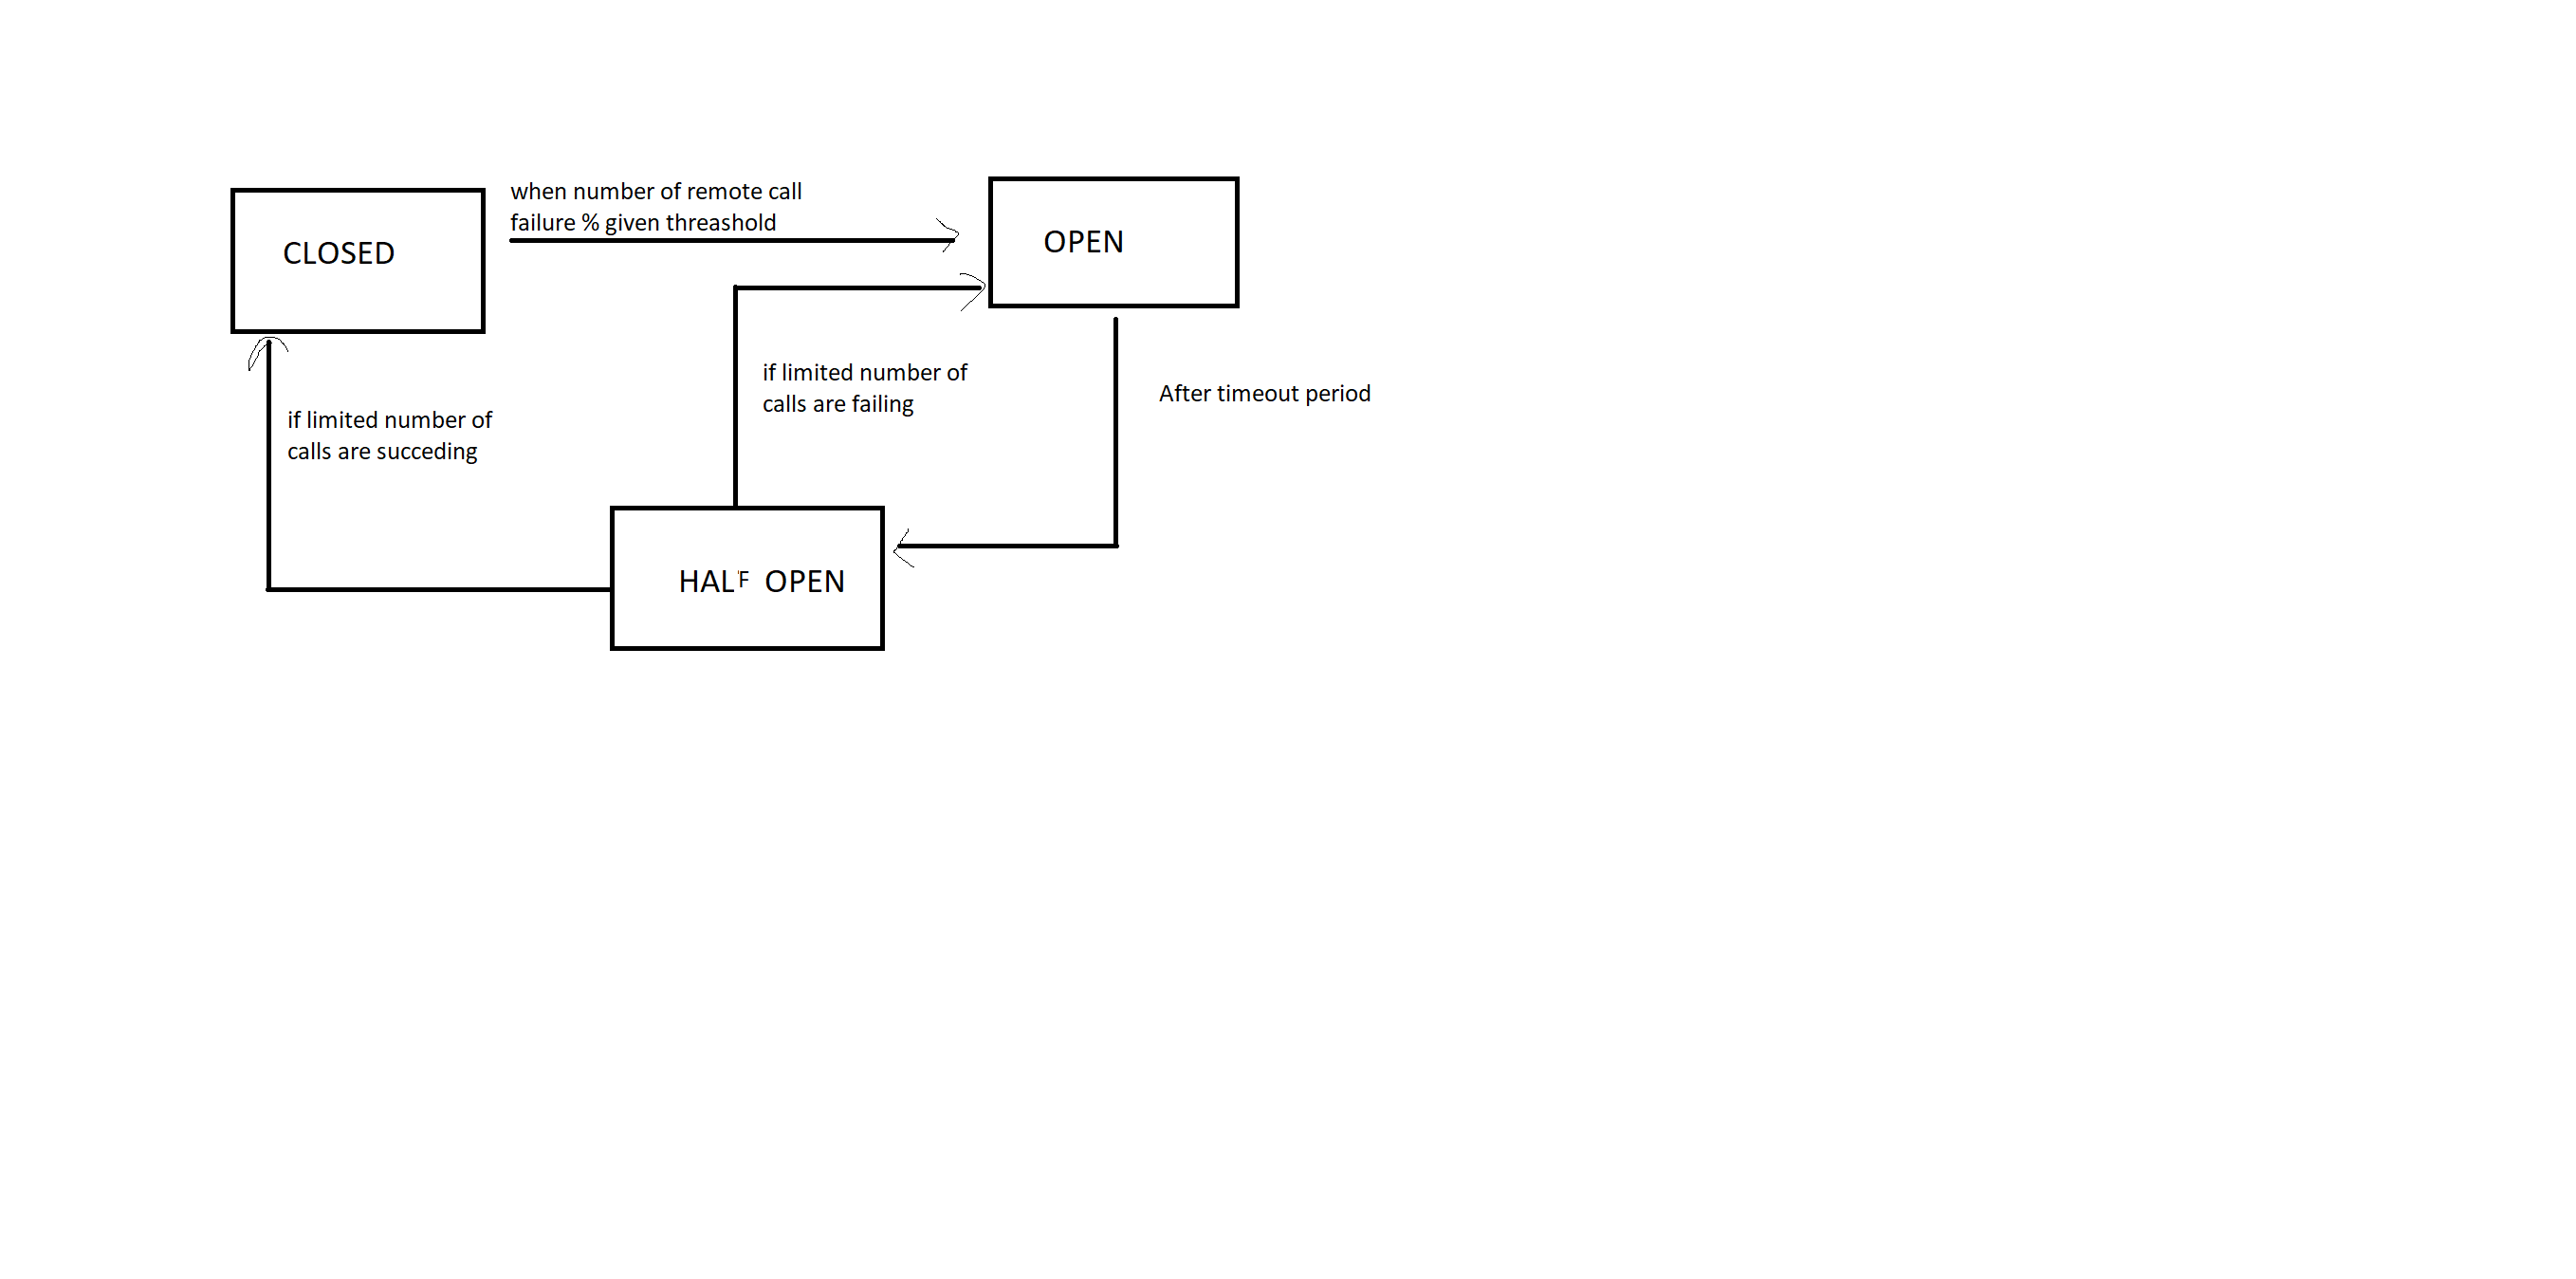 when number of remote call
failure % given threashold
CLOSED
OPEN
if limited number of
calls are failing
After timeout period
if limited number of
calls are succeding
HALF OPEN